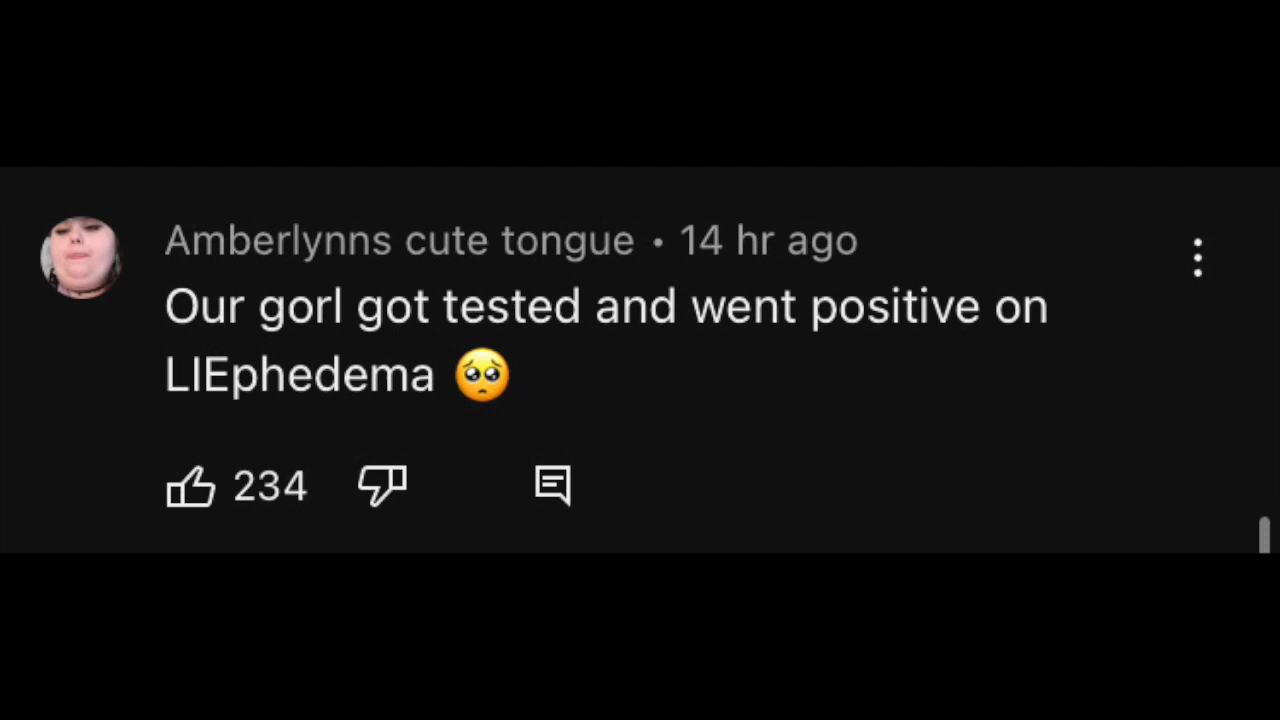 Amberlynns cute tongue • 14 hr ago
Our gorl got tested and went positive on
LIEphedema 🥺
234